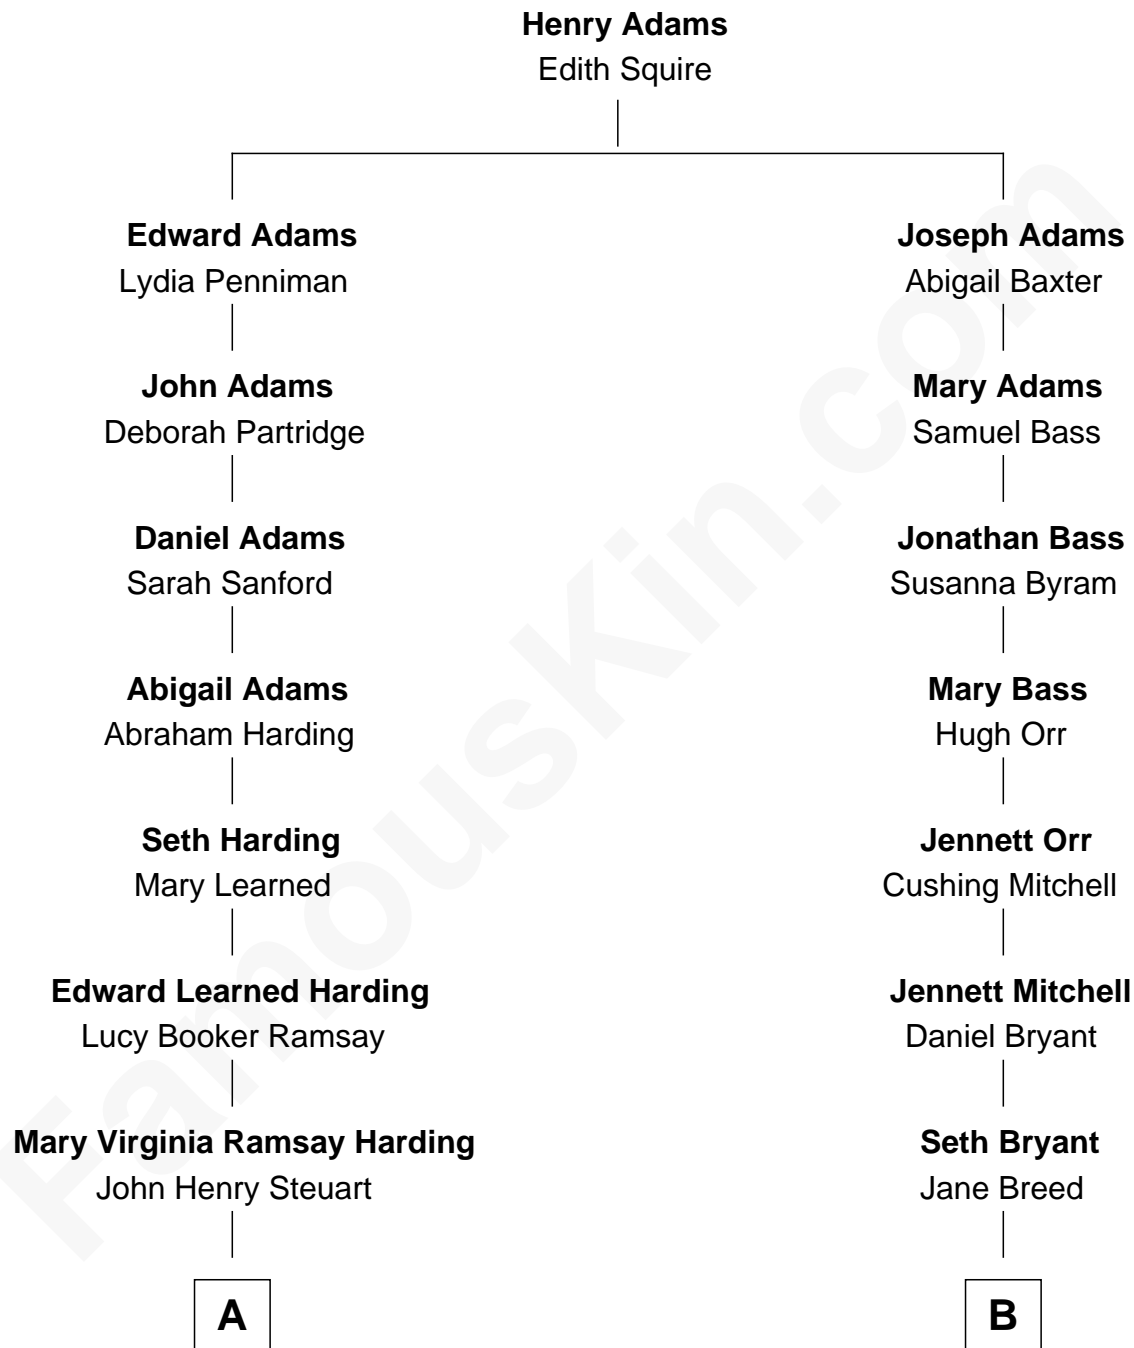 Henry Adams
Edith Squire
Edward Adams
Lydia Penniman
Joseph Adams
Abigail Baxter
John Adams
Deborah Partridge
Mary Adams
Samuel Bass
Daniel Adams
Sarah Sanford
Jonathan Bass
Susanna Byram
Abigail Adams
Abraham Harding
Mary Bass
Hugh Orr
Seth Harding
Mary Learned
Jennett Orr
Cushing Mitchell
Edward Learned Harding
Lucy Booker Ramsay
Jennett Mitchell
Daniel Bryant
Mary Virginia Ramsay Harding
John Henry Steuart
Seth Bryant
Jane Breed
A
B
FamousKin.com